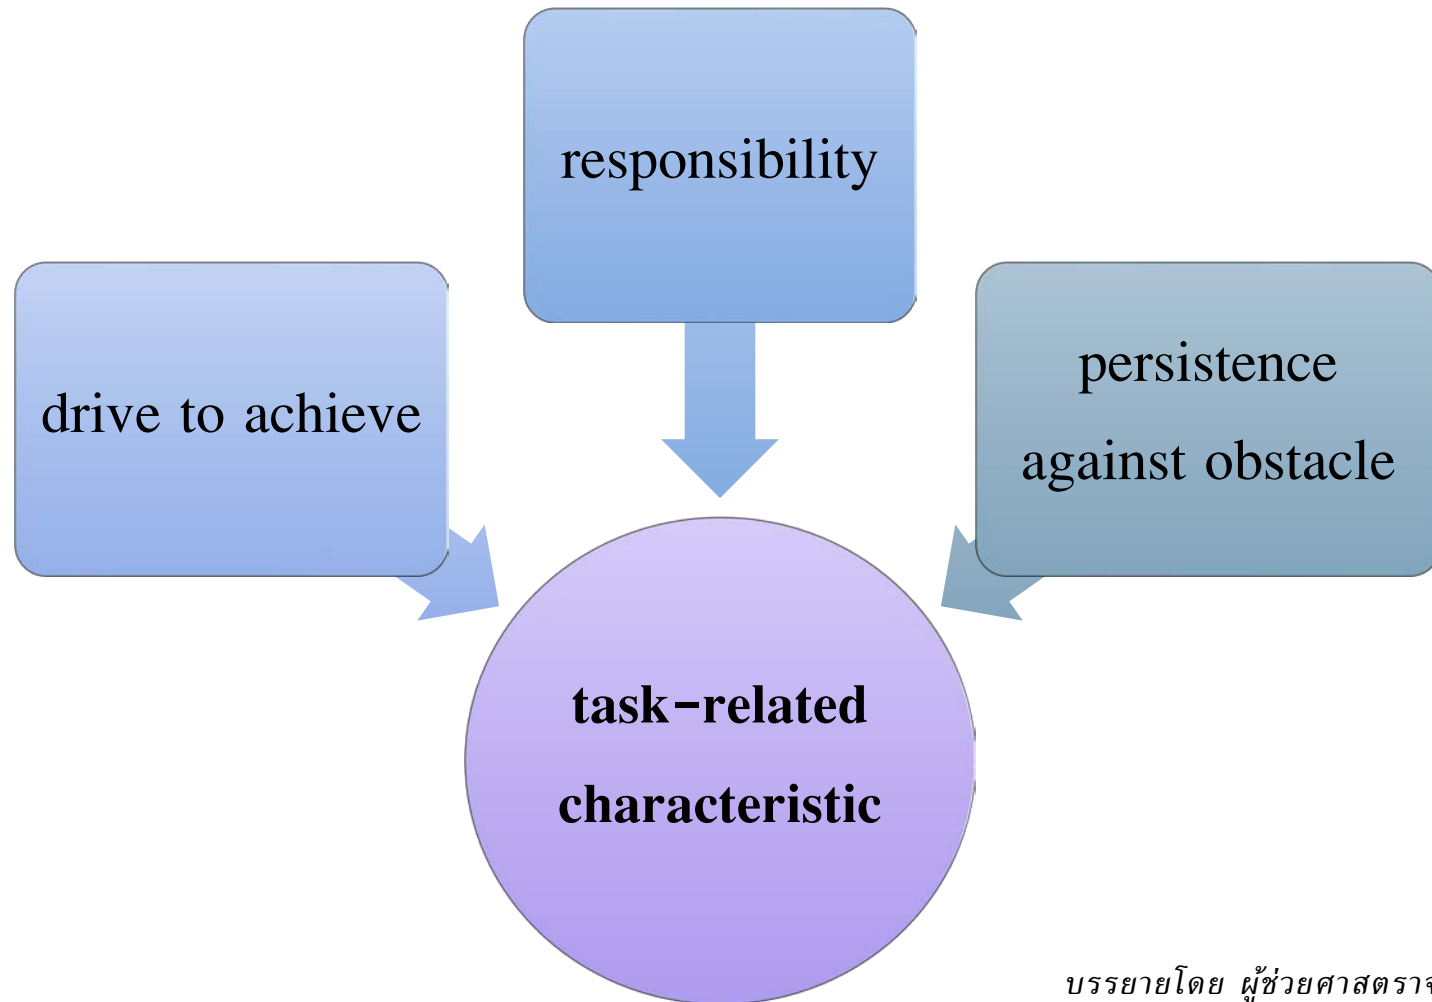 responsibility
drive to achieve
persistence
against obstacle
task-related
characteristic
บรรยายโดย ผู้ช่วยศาสตราจ